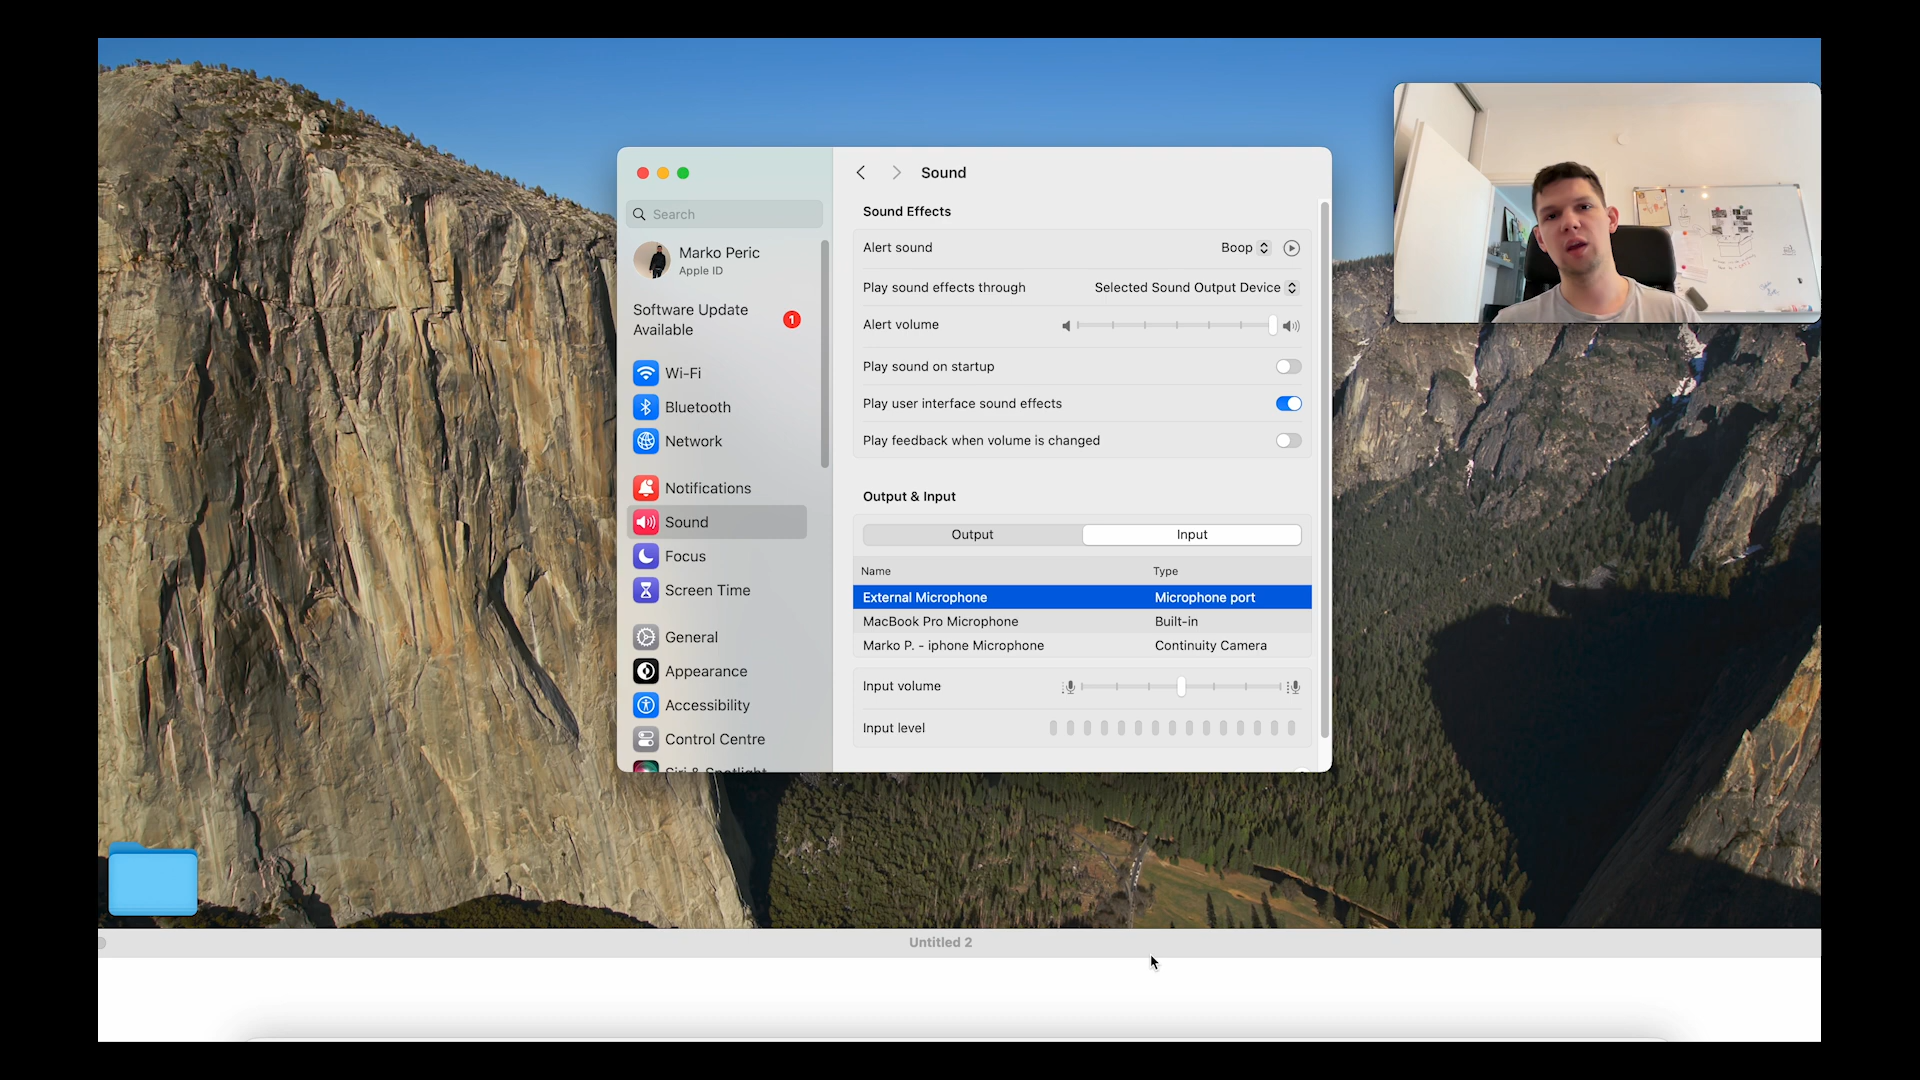 Search
Marko Peric
Apple ID
Software Update
Available
1
Wi-Fi
Bluetooth
Network
Notifications
Sound
Focus
Screen Time
General
Appearance
Accessibility
Control Centre
Siri & Spotlight
Sound
Sound Effects
Alert sound Boop
Play sound effects through Selected Sound Output Device
Alert volume
Play sound on startup
Play user interface sound effects
Play feedback when volume is changed
Output & Input
Output Input
Name Type
External Microphone Microphone port
MacBook Pro Microphone Built-in
Marko P. - iphone Microphone Continuity Camera
Input volume
Input level
Untitled 2